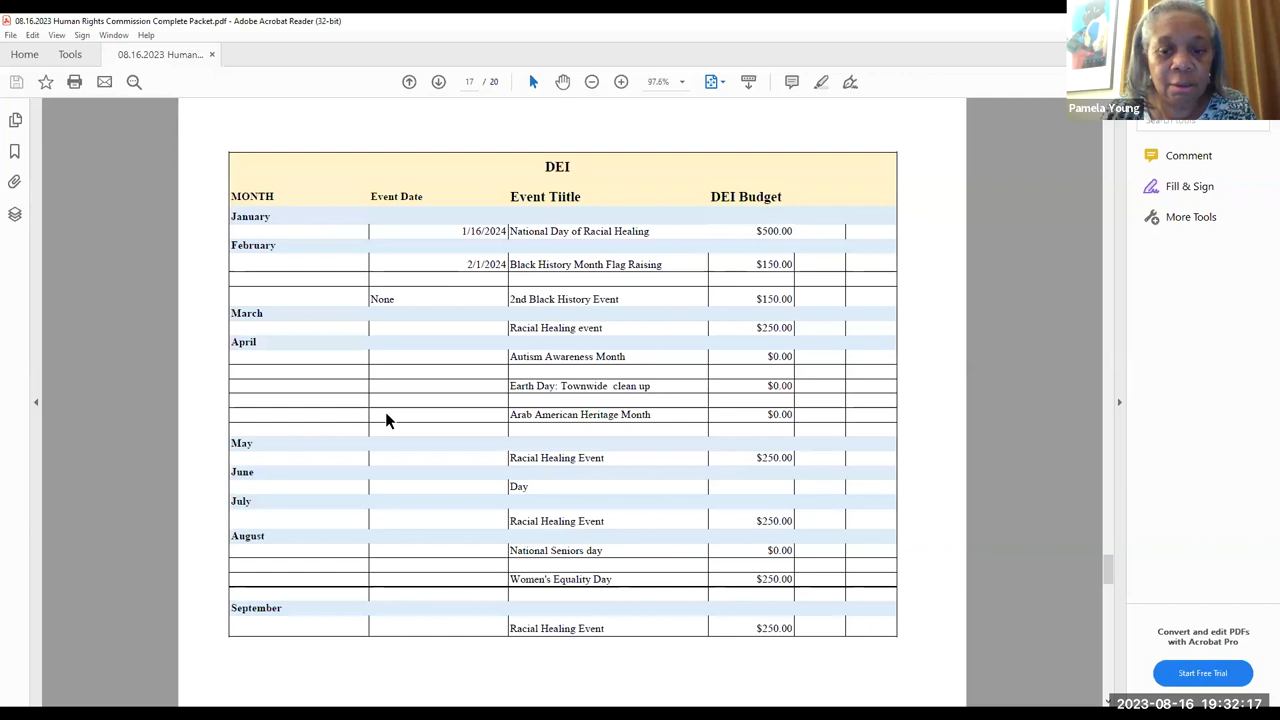 08.16.2023 Human Rights Commission Complete Packet.pdf - Adobe Acrobat Reader (32-bit)
File Edit View Sign Window Help
Home Tools 08.16.2023 Human... ×
17 / 20 97.6%
Pamela Young
Search tools
Comment
Fill & Sign
More Tools
DEI
MONTH Event Date Event Tiitle DEI Budget
January
1/16/2024 National Day of Racial Healing $500.00
February
2/1/2024 Black History Month Flag Raising $150.00
None 2nd Black History Event $150.00
March
Racial Healing event $250.00
April
Autism Awareness Month $0.00
Earth Day: Townwide clean up $0.00
Arab American Heritage Month $0.00
May
Racial Healing Event $250.00
June
Day
July
Racial Healing Event $250.00
August
National Seniors day $0.00
Women's Equality Day $250.00
September
Racial Healing Event $250.00
Convert and edit PDFs
with Acrobat Pro
Start Free Trial
2023-08-16 19:32:17